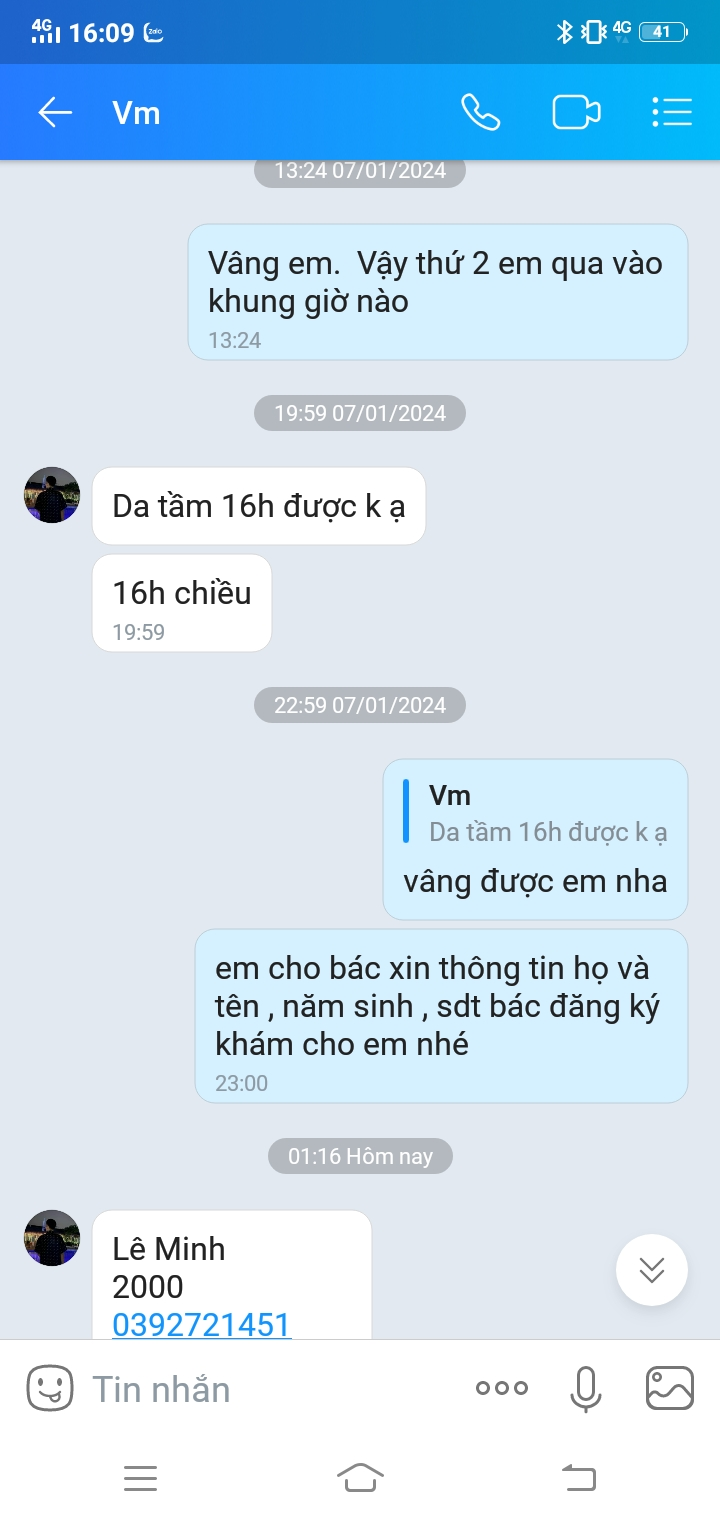 4G 16:09 Zalo 4G 41
Vm
13:24 07/01/2024
Vâng em.  Vậy thứ 2 em qua vào
khung giờ nào
13:24
19:59 07/01/2024
Da tầm 16h được k ạ
16h chiều
19:59
22:59 07/01/2024
Vm
Da tầm 16h được k ạ
vâng được em nha
em cho bác xin thông tin họ và
tên , năm sinh , sdt bác đăng ký
khám cho em nhé
23:00
01:16 Hôm nay
Lê Minh
2000
0392721451
Tin nhắn